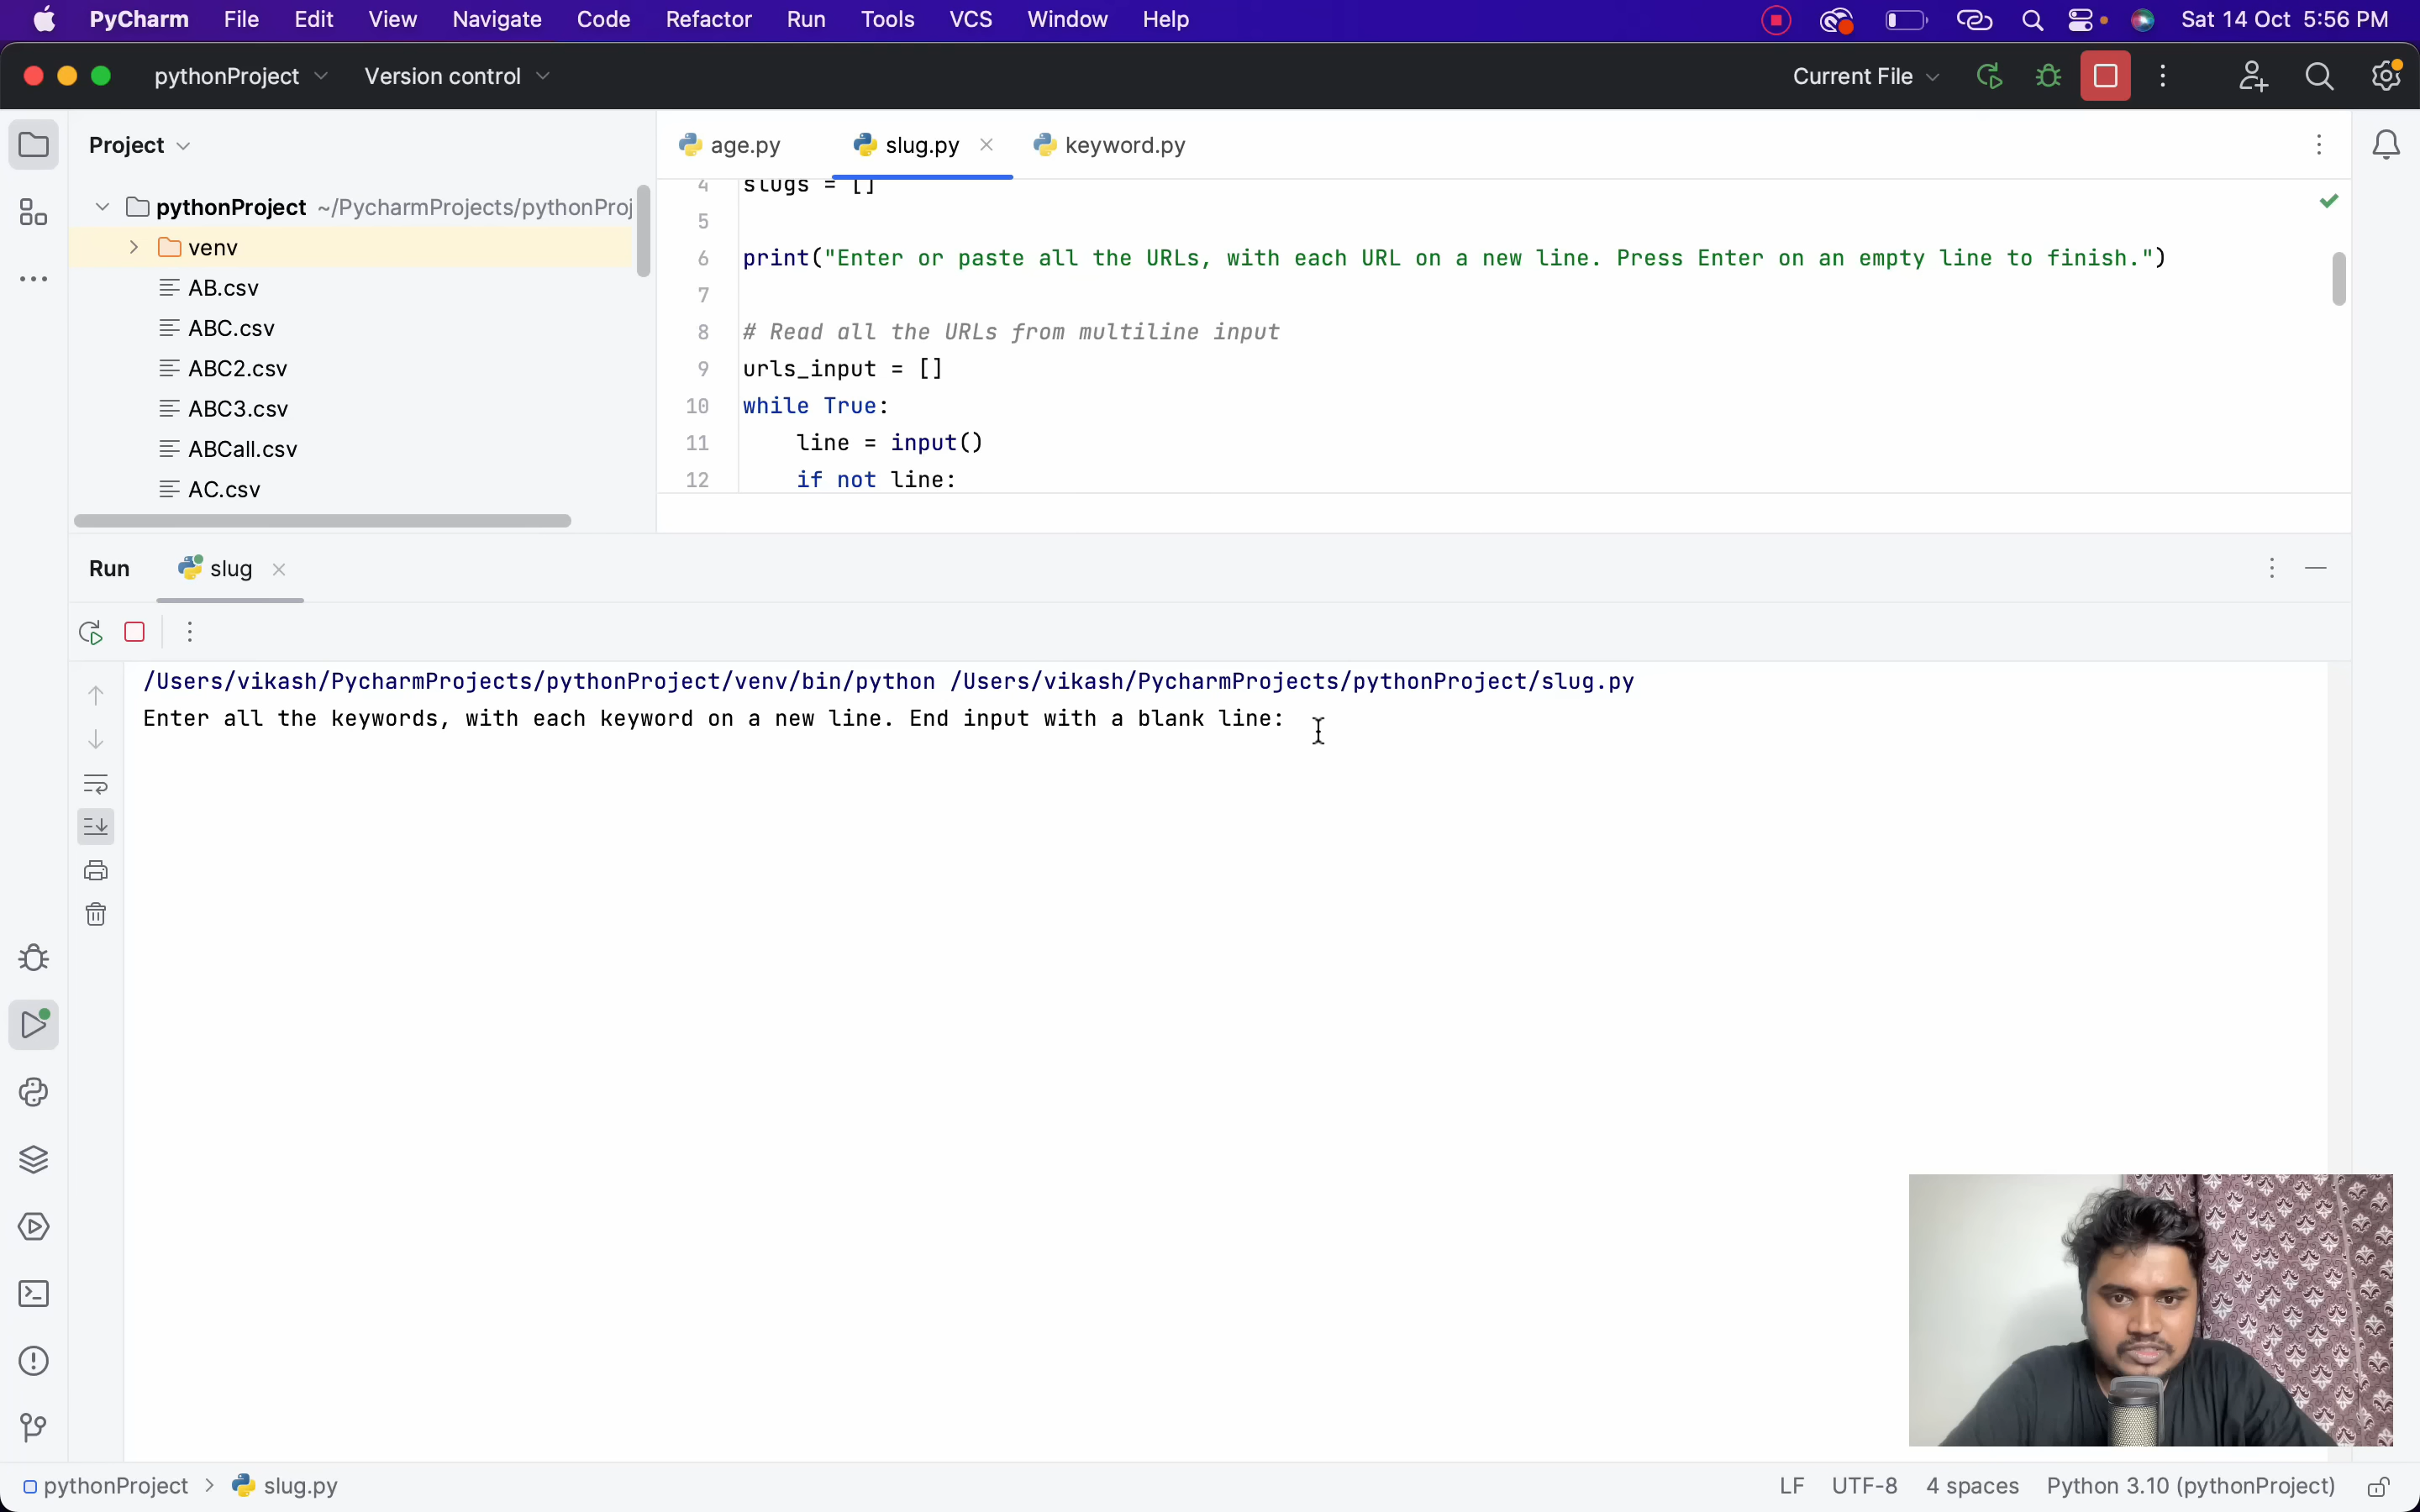 PyCharm File Edit View Navigate Code Refactor Run Tools VCS Window Help Sat 14 Oct 5:56 PM
pythonProject Version control Current File
Project
age.py slug.py keyword.py
pythonProject ~/PycharmProjects/pythonProj
venv
AB.csv
ABC.csv
ABC2.csv
ABC3.csv
ABCall.csv
AC.csv
4 slugs = []
5
6 print("Enter or paste all the URLs, with each URL on a new line. Press Enter on an empty line to finish.")
7
8 # Read all the URLs from multiline input
9 urls_input = []
10 while True:
11 line = input()
12 if not line:
Run slug
/Users/vikash/PycharmProjects/pythonProject/venv/bin/python /Users/vikash/PycharmProjects/pythonProject/slug.py
Enter all the keywords, with each keyword on a new line. End input with a blank line:
pythonProject > slug.py LF UTF-8 4 spaces Python 3.10 (pythonProject)